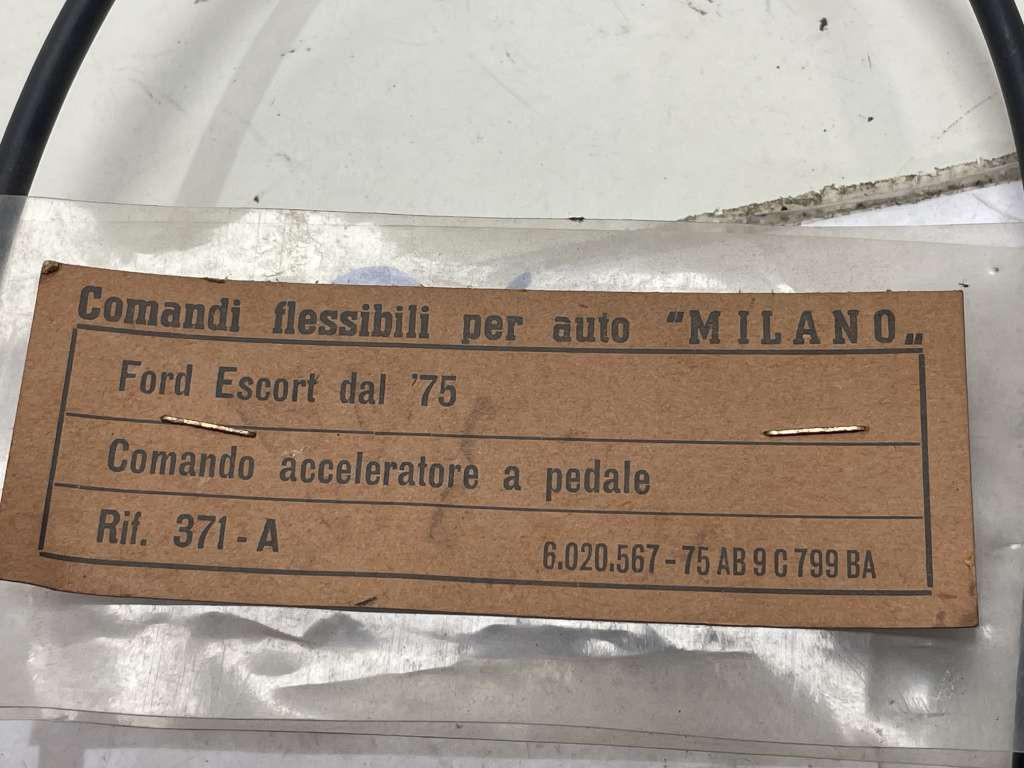 Comandi flessibili per auto “MILANO„
Ford Escort dal '75
Comando acceleratore a pedale
Rif. 371-A
6.020.567-75 AB 9 C 799 BA